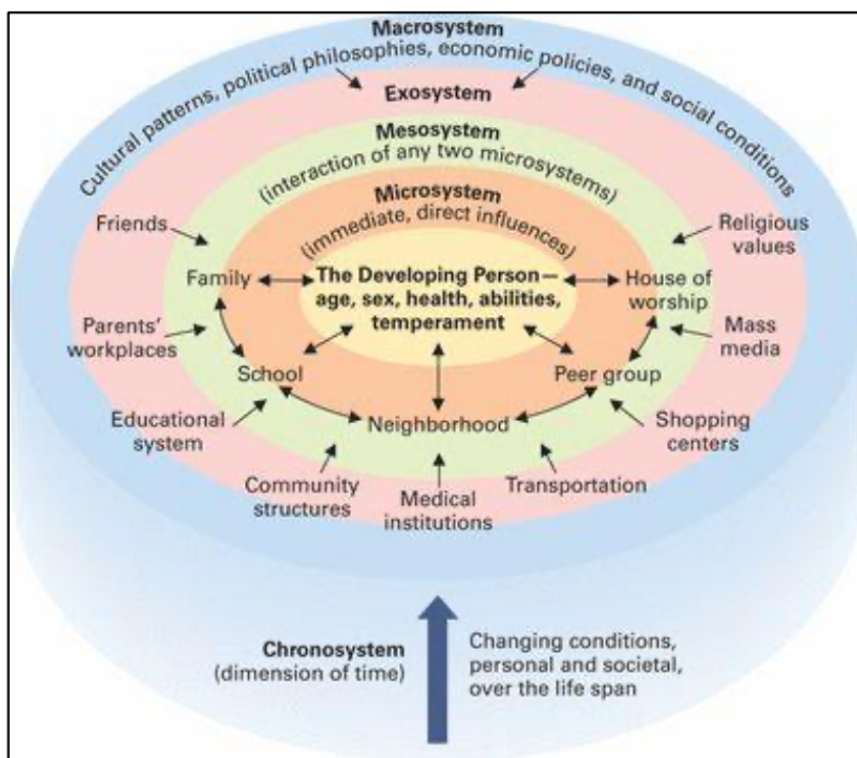 Macrosystem
Cultural patterns, political philosophies, economic policies, and social conditions
Exosystem
Mesosystem
(interaction of any two microsystems)
Microsystem
(immediate, direct influences)
Friends
Religious
values
Family
The Developing Person—
age, sex, health, abilities,
temperament
House of
worship
Parents’
workplaces
Mass
media
School
Peer group
Educational
system
Neighborhood
Shopping
centers
Community
structures
Medical
institutions
Transportation
Chronosystem
(dimension of time)
Changing conditions,
personal and societal,
over the life span